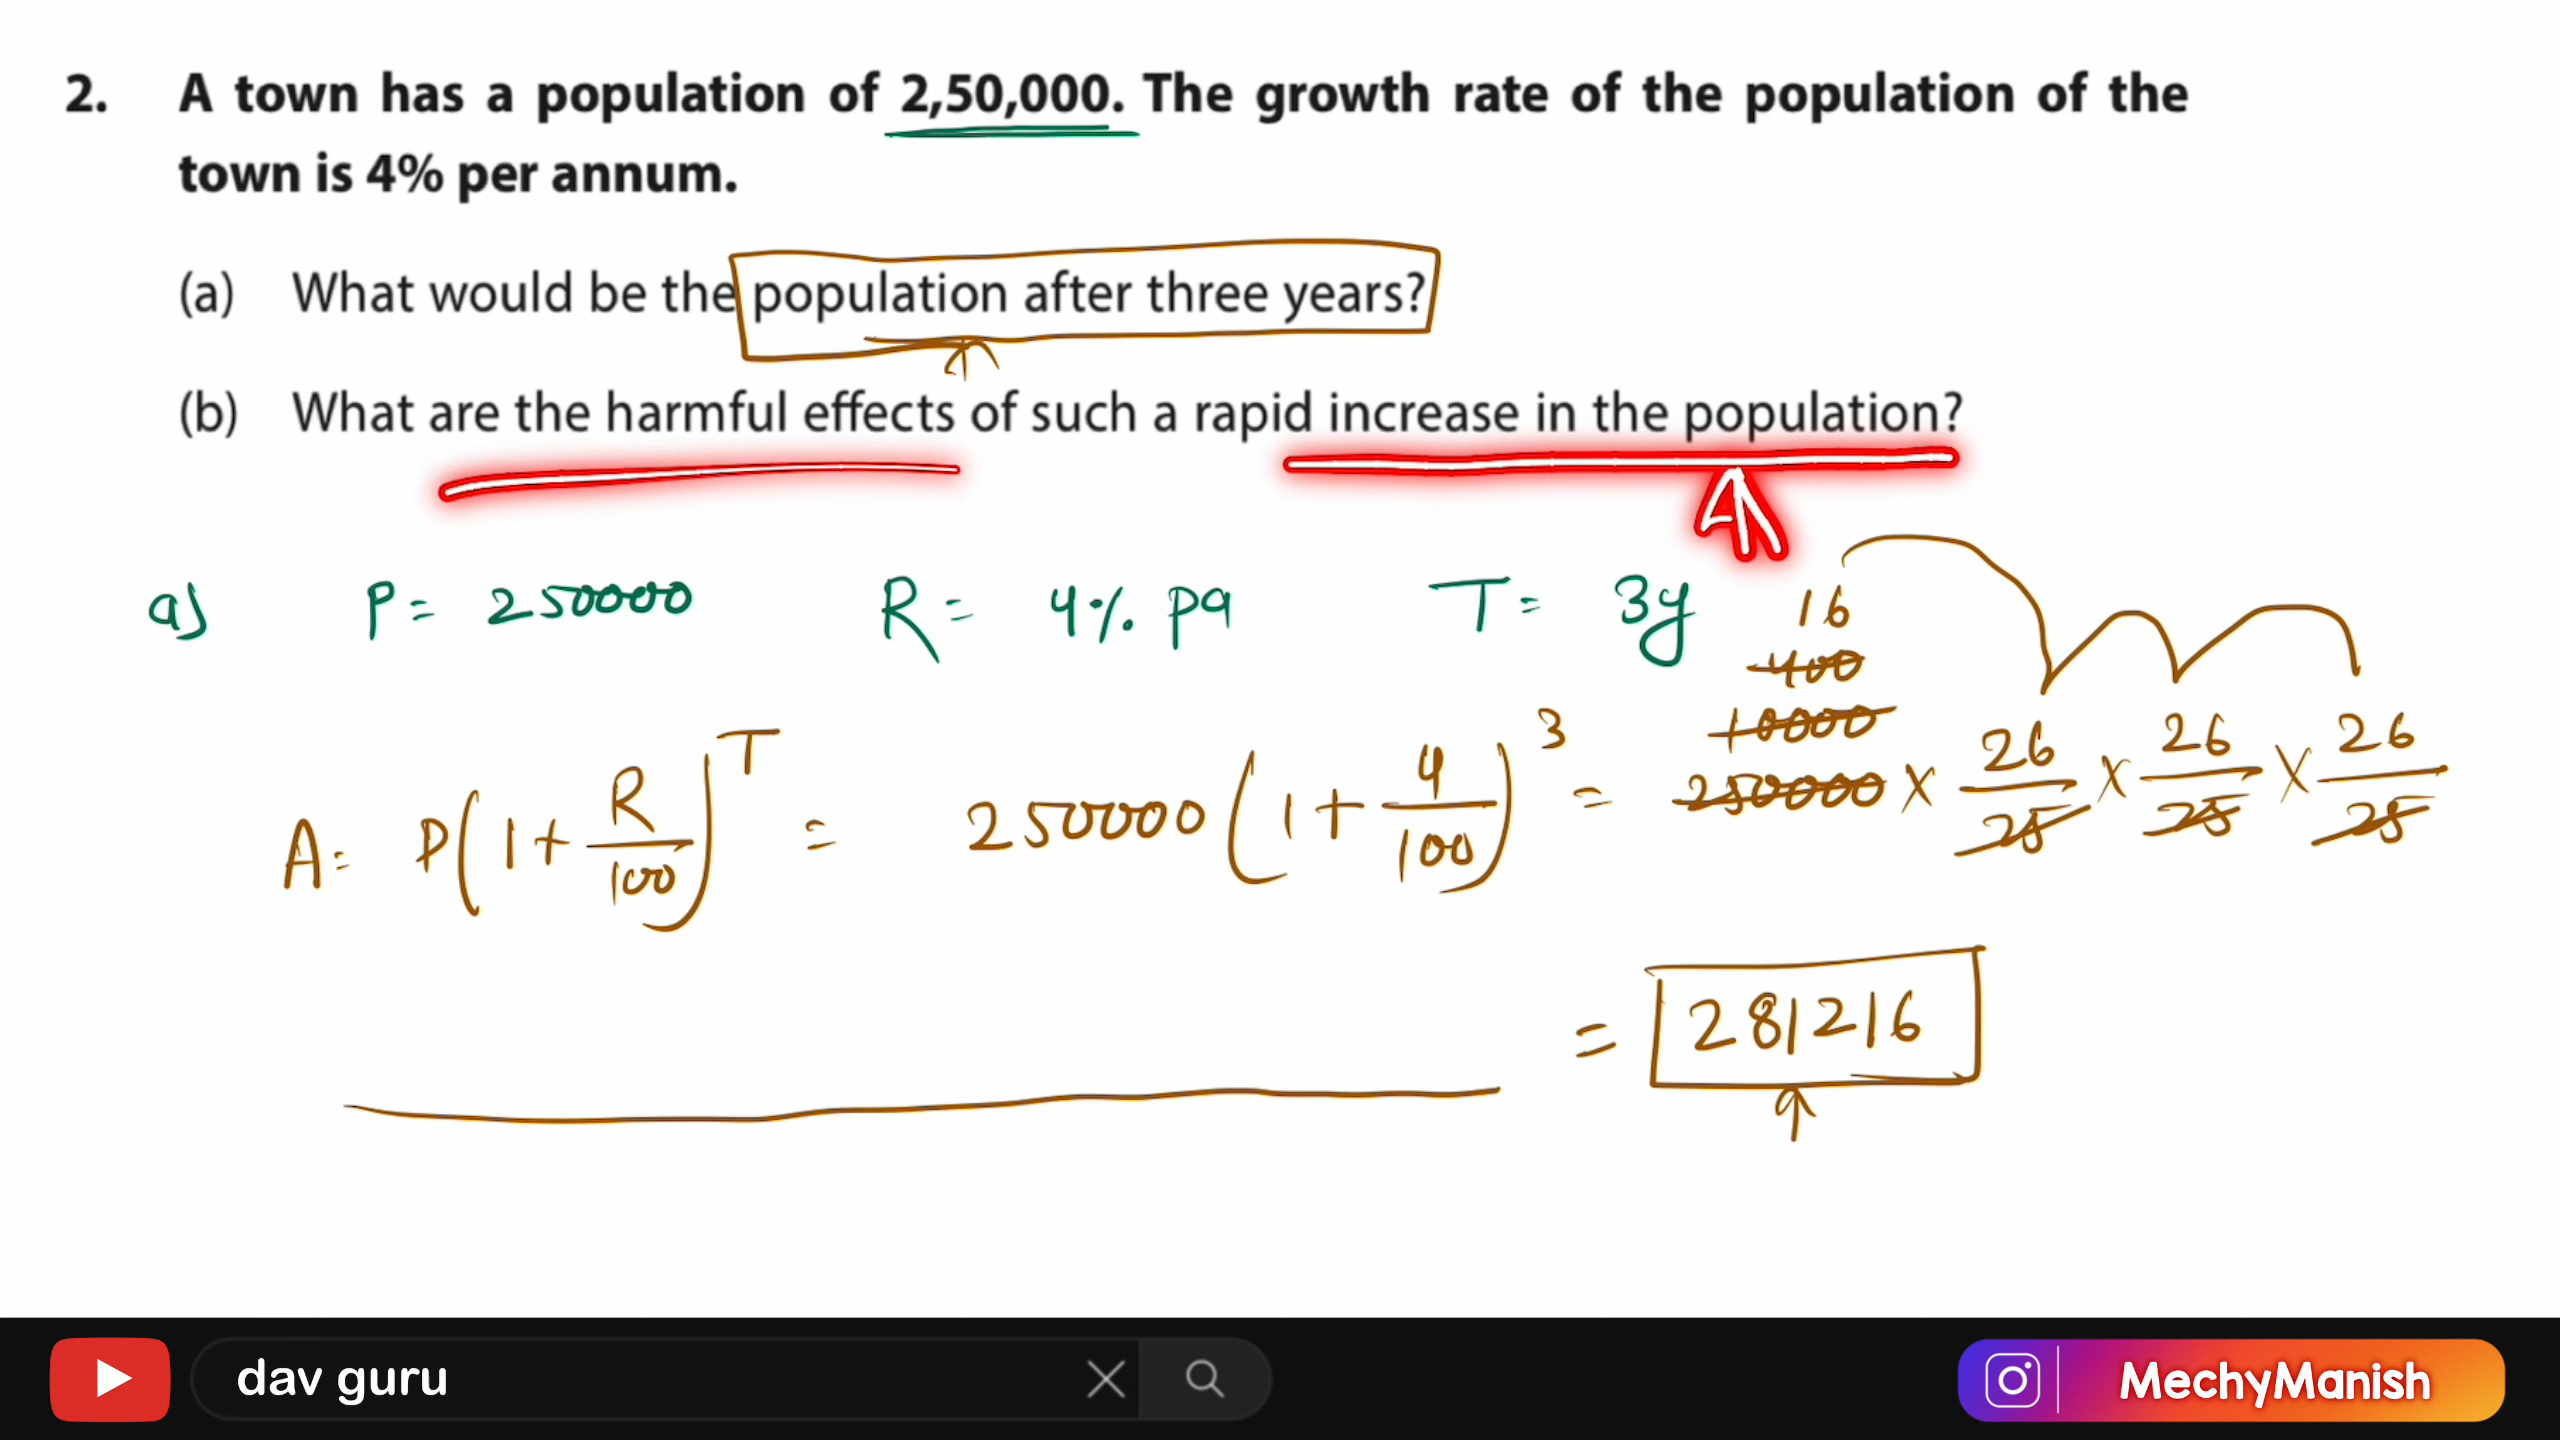 2. A town has a population of 2,50,000. The growth rate of the population of the
town is 4% per annum.
(a) What would be the population after three years?
(b) What are the harmful effects of such a rapid increase in the population?
a) P = 250000 R = 4% pa T = 3y
16
400
10000
A = P(1 + R/100)^T = 250000(1 + 4/100)^3 = 250000 × 26/25 × 26/25 × 26/25
= 281216
dav guru
MechyManish